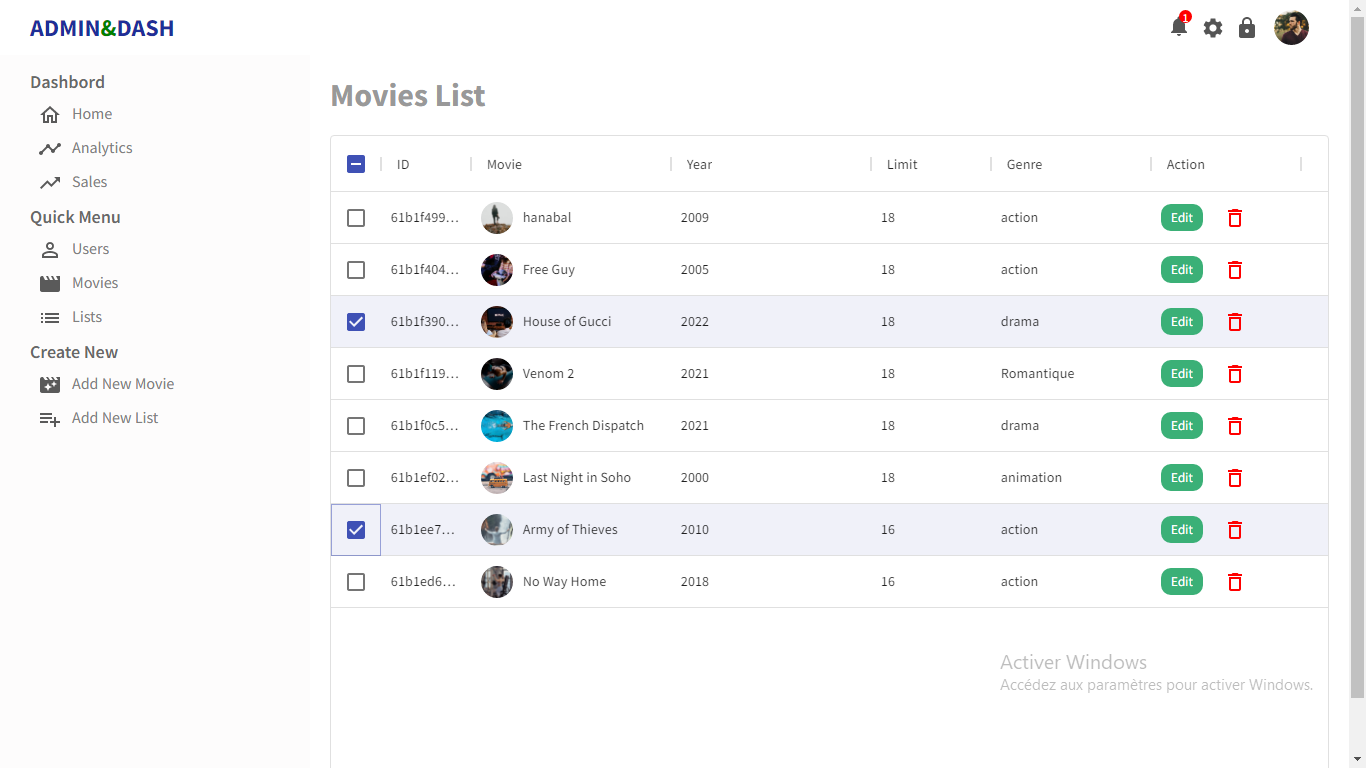 ADMIN&DASH
1
Dashbord
Home
Analytics
Sales
Quick Menu
Users
Movies
Lists
Create New
Add New Movie
Add New List
Movies List
ID Movie Year Limit Genre Action
61b1f499... hanabal 2009 18 action Edit
61b1f404... Free Guy 2005 18 action Edit
61b1f390... House of Gucci 2022 18 drama Edit
61b1f119... Venom 2 2021 18 Romantique Edit
61b1f0c5... The French Dispatch 2021 18 drama Edit
61b1ef02... Last Night in Soho 2000 18 animation Edit
61b1ee7... Army of Thieves 2010 16 action Edit
61b1ed6... No Way Home 2018 16 action Edit
Activer Windows
Accédez aux paramètres pour activer Windows.